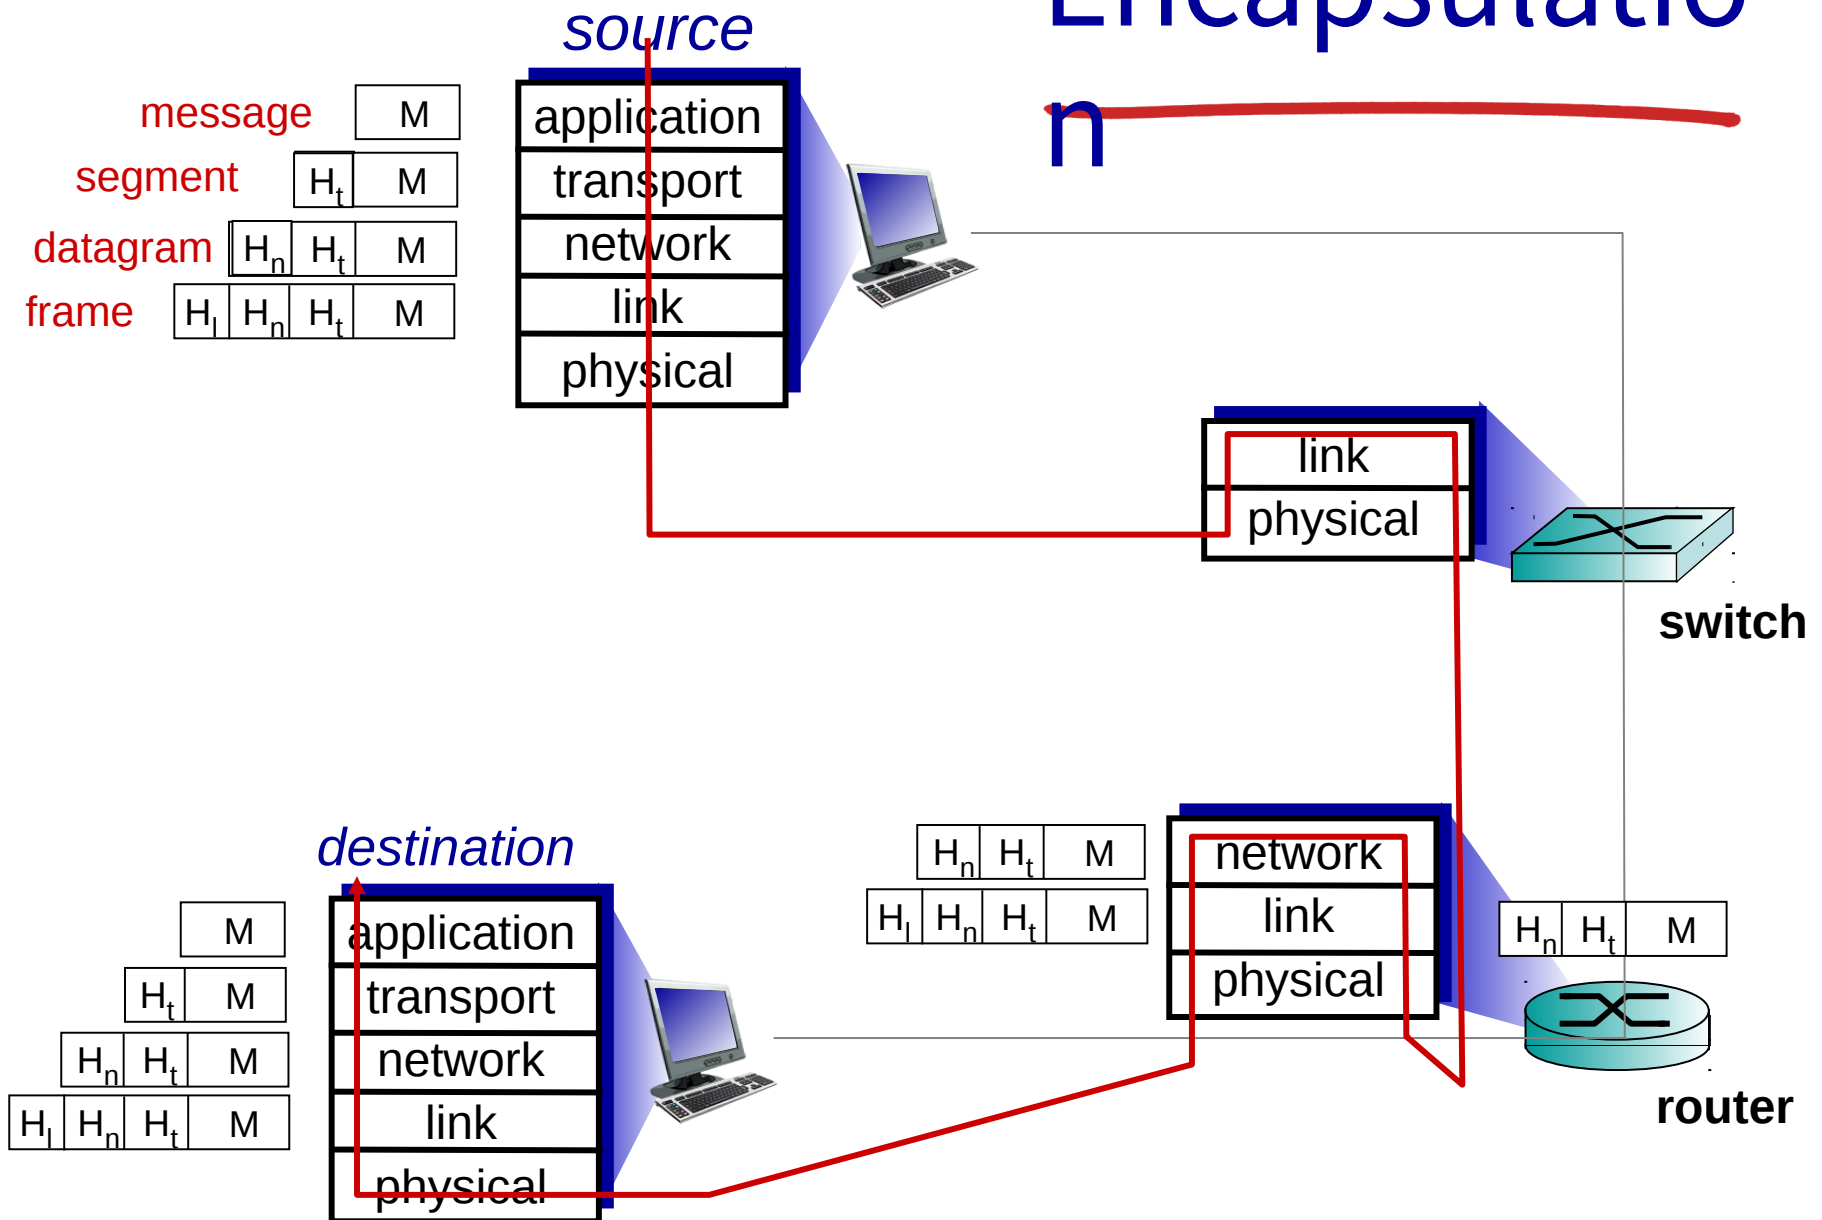 Encapsulatio
n
source
message M application
segment Ht M transport
datagram Hn Ht M network
frame Hl Hn Ht M link
physical
link
physical
switch
destination
Hn Ht M network
Hl Hn Ht M link
physical
Hn Ht M
router
M application
Ht M transport
Hn Ht M network
Hl Hn Ht M link
physical